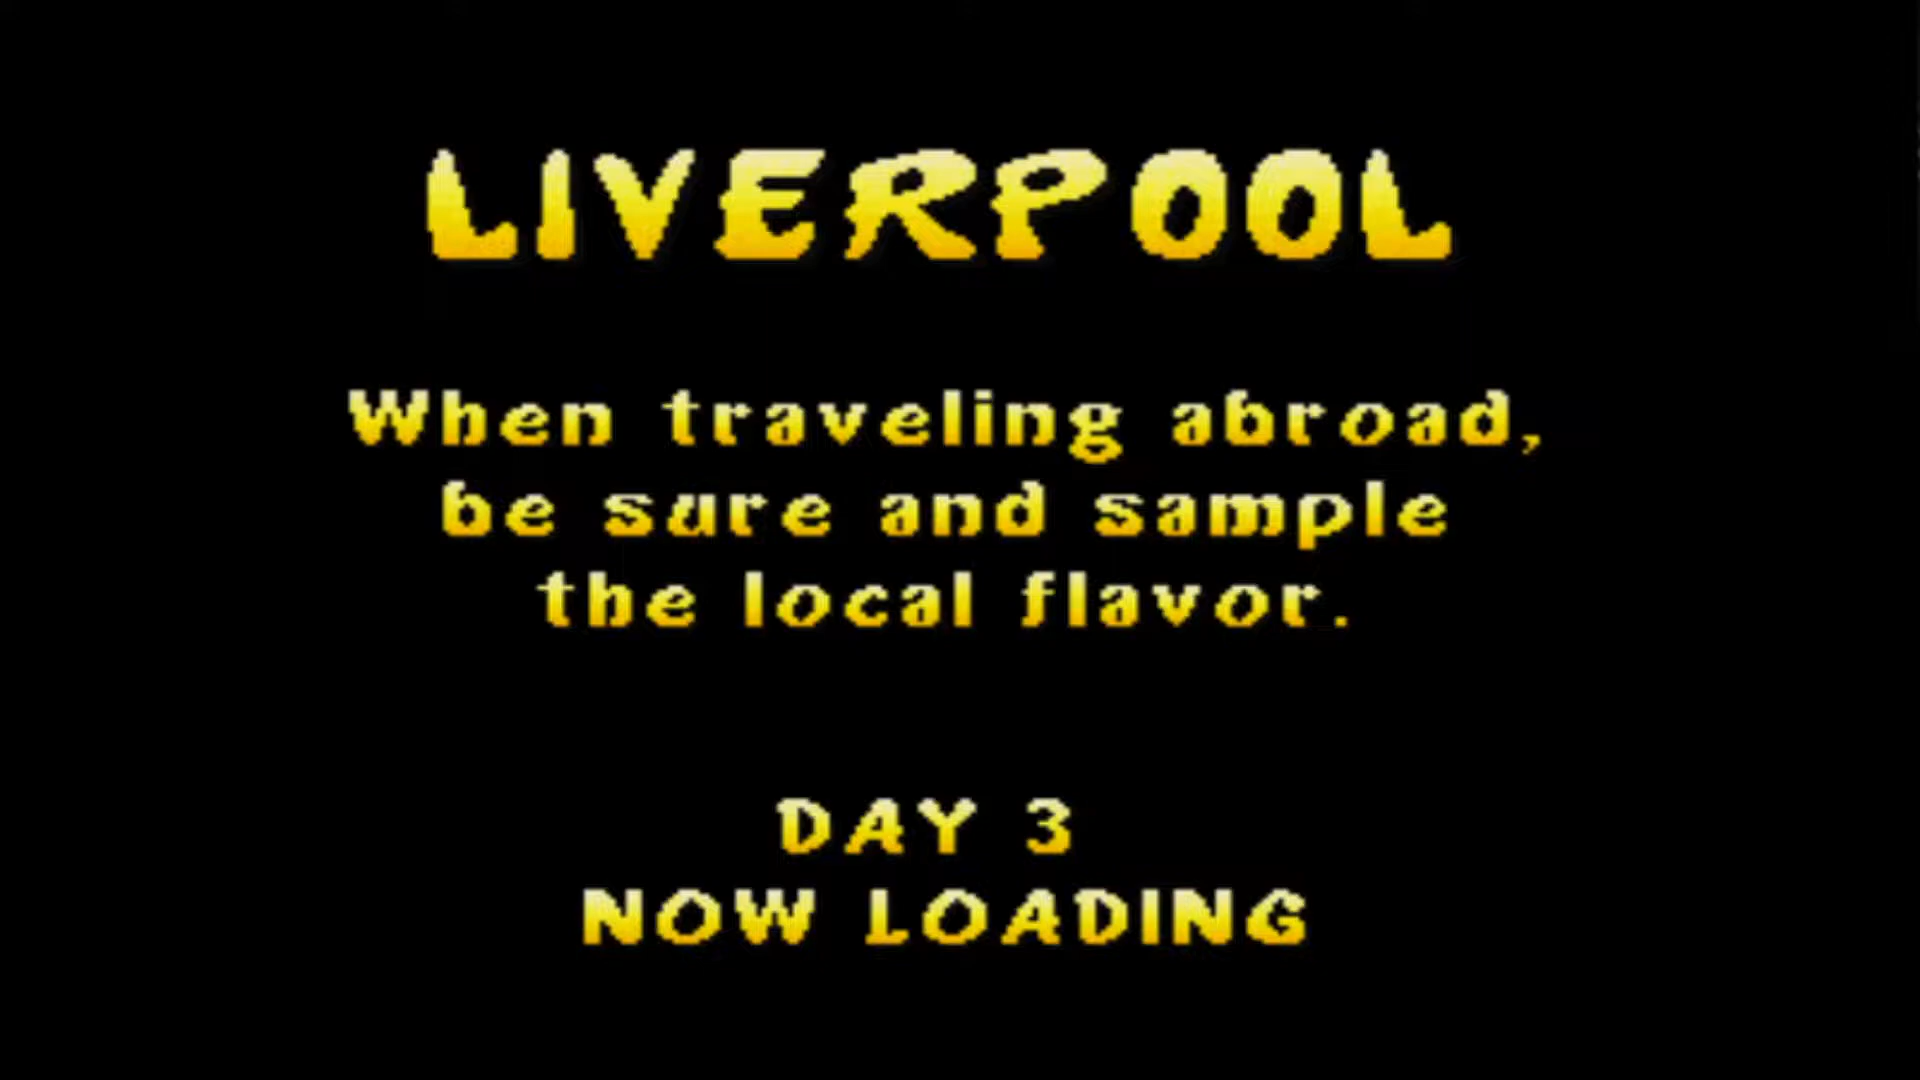 LIVERPOOL
When traveling abroad,
be sure and sample
the local flavor.
DAY 3
NOW LOADING